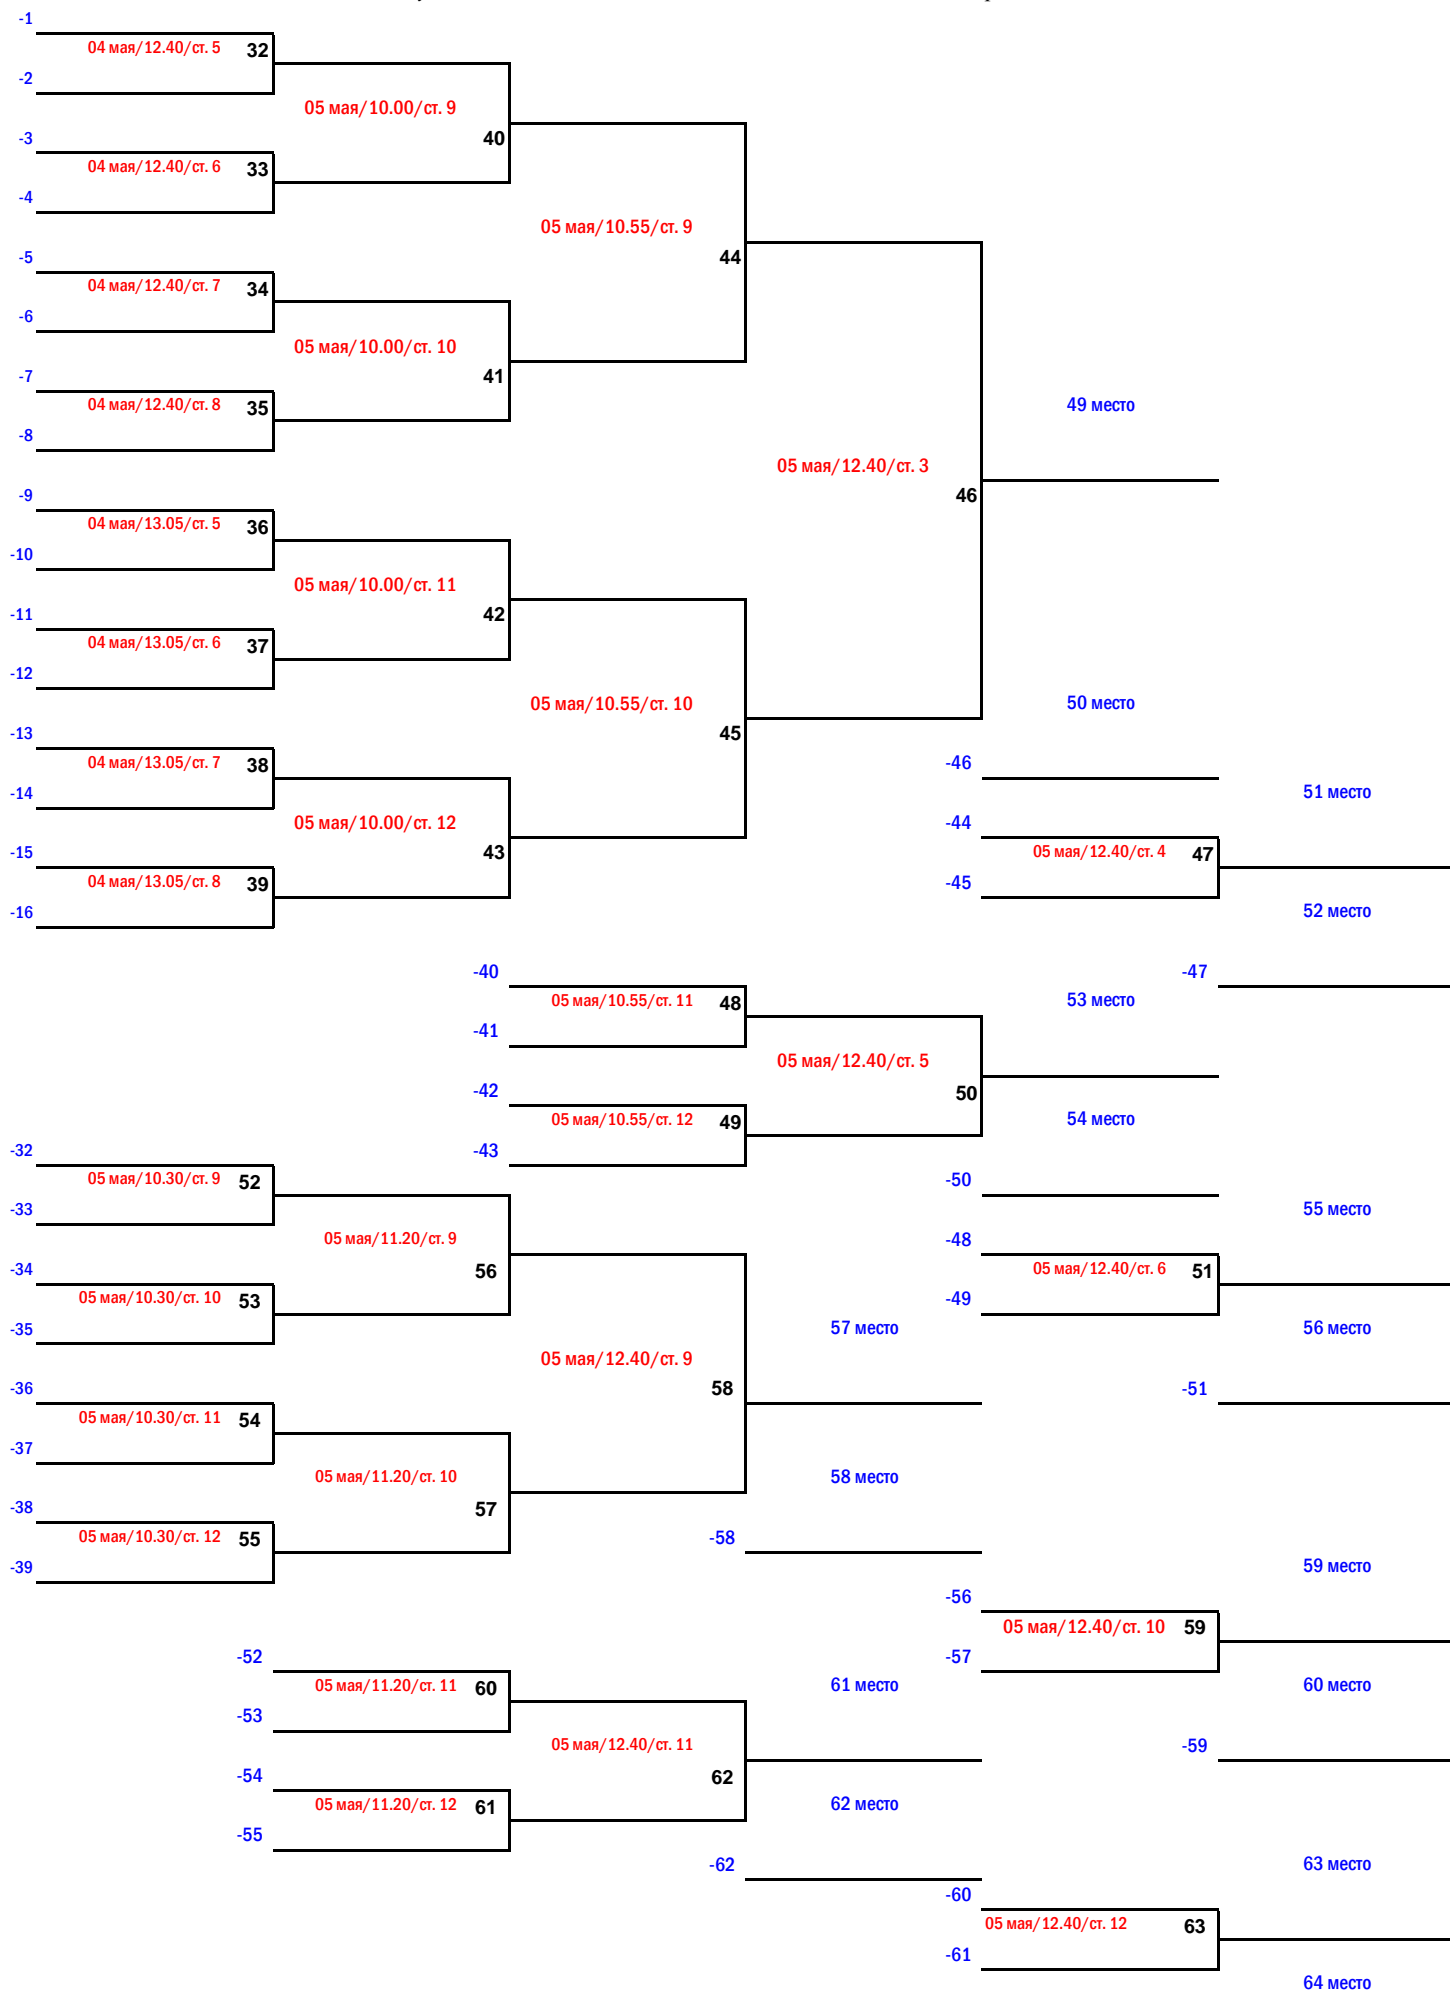 -1
04 мая/12.40/ст. 5 32
-2
05 мая/10.00/ст. 9
40
-3
04 мая/12.40/ст. 6 33
-4
05 мая/10.55/ст. 9
44
-5
04 мая/12.40/ст. 7 34
-6
05 мая/10.00/ст. 10
41
-7
04 мая/12.40/ст. 8 35
-8
49 место
05 мая/12.40/ст. 3
46
-9
04 мая/13.05/ст. 5 36
-10
05 мая/10.00/ст. 11
42
-11
04 мая/13.05/ст. 6 37
-12
05 мая/10.55/ст. 10
45
50 место
-13
04 мая/13.05/ст. 7 38
-14
-46
51 место
05 мая/10.00/ст. 12
43
-44
05 мая/12.40/ст. 4 47
-45
-15
04 мая/13.05/ст. 8 39
-16
52 место
-40
05 мая/10.55/ст. 11 48
-41
53 место
-47
05 мая/12.40/ст. 5
50
-42
05 мая/10.55/ст. 12 49
-43
54 место
-32
05 мая/10.30/ст. 9 52
-33
-50
55 место
05 мая/11.20/ст. 9
56
-48
05 мая/12.40/ст. 6 51
-49
-34
05 мая/10.30/ст. 10 53
-35
57 место
56 место
05 мая/12.40/ст. 9
58
-36
05 мая/10.30/ст. 11 54
-37
-51
05 мая/11.20/ст. 10
57
58 место
-38
05 мая/10.30/ст. 12 55
-39
-58
59 место
-56
05 мая/12.40/ст. 10 59
-57
-52
05 мая/11.20/ст. 11 60
-53
61 место
60 место
05 мая/12.40/ст. 11
62
-59
-54
05 мая/11.20/ст. 12 61
-55
62 место
-62
63 место
-60
05 мая/12.40/ст. 12 63
-61
64 место